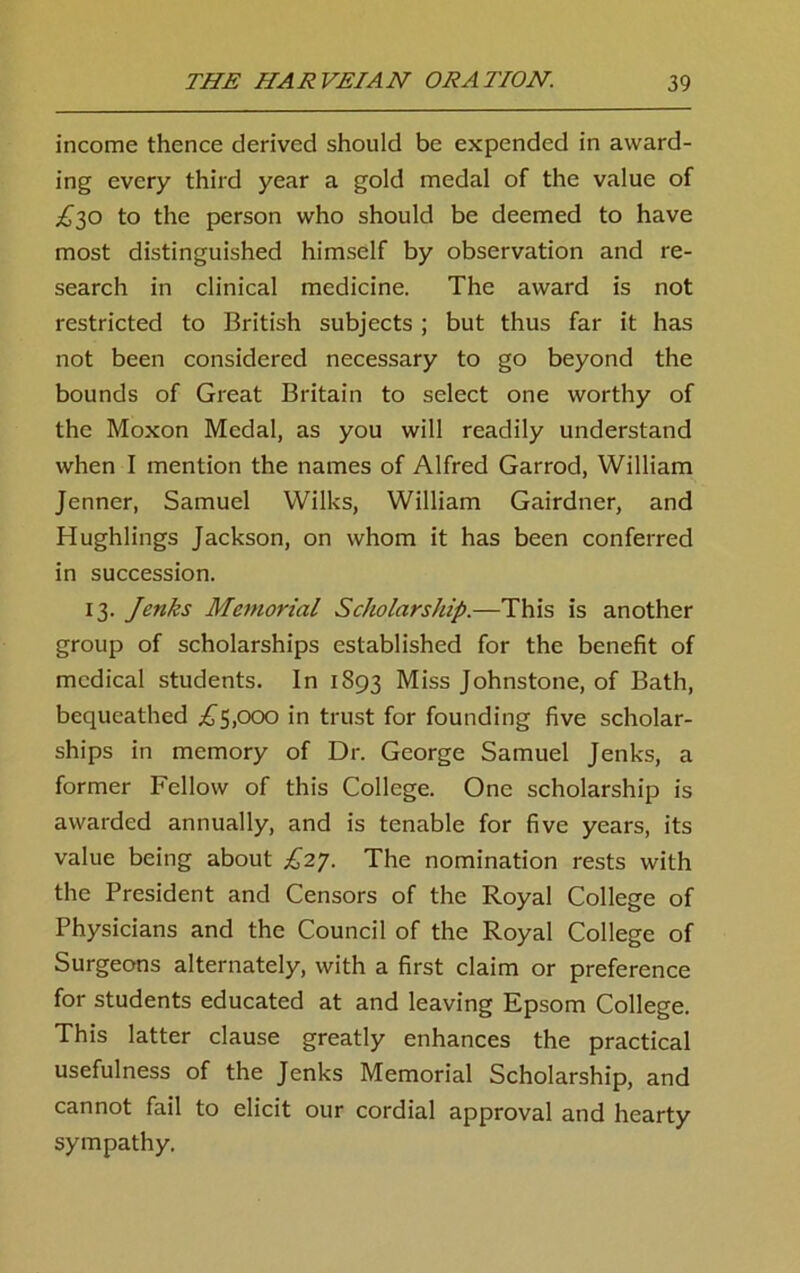 THE HARVEIAN ORATION. 39
income thence derived should be expended in award-
ing every third year a gold medal of the value of
£30 to the person who should be deemed to have
most distinguished himself by observation and re-
search in clinical medicine. The award is not
restricted to British subjects ; but thus far it has
not been considered necessary to go beyond the
bounds of Great Britain to select one worthy of
the Moxon Medal, as you will readily understand
when I mention the names of Alfred Garrod, William
Jenner, Samuel Wilks, William Gairdner, and
Hughlings Jackson, on whom it has been conferred
in succession.
13. Jenks Memorial Scholarship.—This is another
group of scholarships established for the benefit of
medical students. In 1893 Miss Johnstone, of Bath,
bequeathed £5,000 in trust for founding five scholar-
ships in memory of Dr. George Samuel Jenks, a
former Fellow of this College. One scholarship is
awarded annually, and is tenable for five years, its
value being about £27. The nomination rests with
the President and Censors of the Royal College of
Physicians and the Council of the Royal College of
Surgeons alternately, with a first claim or preference
for students educated at and leaving Epsom College.
This latter clause greatly enhances the practical
usefulness of the Jenks Memorial Scholarship, and
cannot fail to elicit our cordial approval and hearty
sympathy.